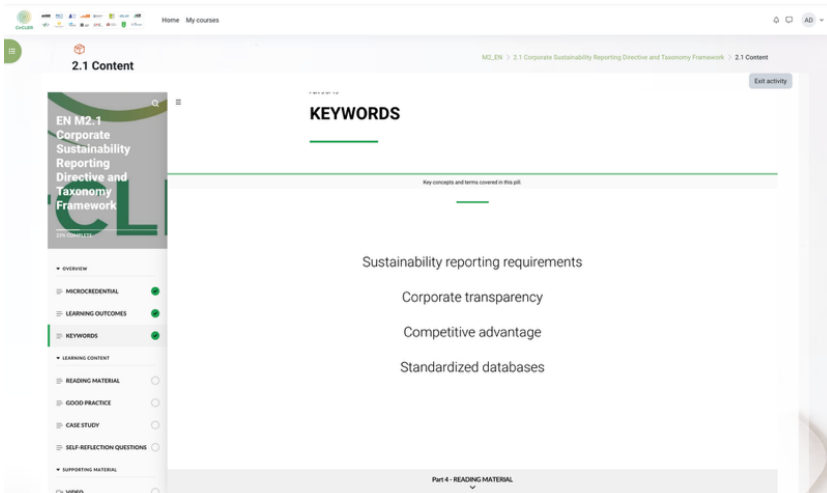 CirCLER
Home My courses
AD
2.1 Content
M2_EN > 2.1 Corporate Sustainability Reporting Directive and Taxonomy Framework > 2.1 Content
Exit activity
EN M2.1
Corporate
Sustainability
Reporting
Directive and
Taxonomy
Framework
COMPLETE
OVERVIEW
MICROCREDENTIAL
LEARNING OUTCOMES
KEYWORDS
LEARNING CONTENT
READING MATERIAL
GOOD PRACTICE
CASE STUDY
SELF-REFLECTION QUESTIONS
SUPPORTING MATERIAL
VIDEO
KEYWORDS
Key concepts and terms covered in this pill.
Sustainability reporting requirements
Corporate transparency
Competitive advantage
Standardized databases
Part 4 - READING MATERIAL